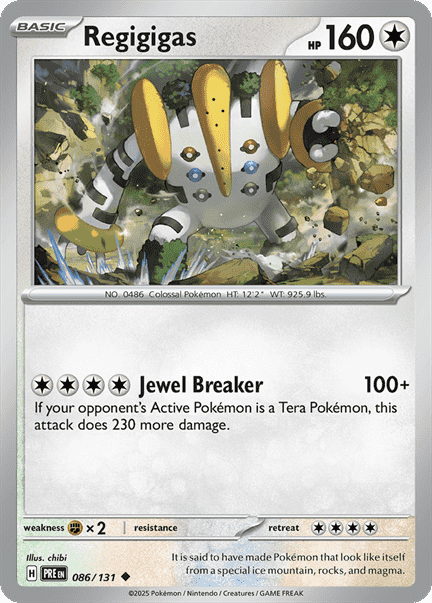 BASIC
Regigigas
HP 160
NO. 0486 Colossal Pokémon HT: 12'2" WT: 925.9 lbs.
Jewel Breaker 100+
If your opponent's Active Pokémon is a Tera Pokémon, this
attack does 230 more damage.
weakness ×2 resistance retreat
Illus. chibi
It is said to have made Pokémon that look like itself
from a special ice mountain, rocks, and magma.
H PRE EN 086/131
©2025 Pokémon / Nintendo / Creatures / GAME FREAK